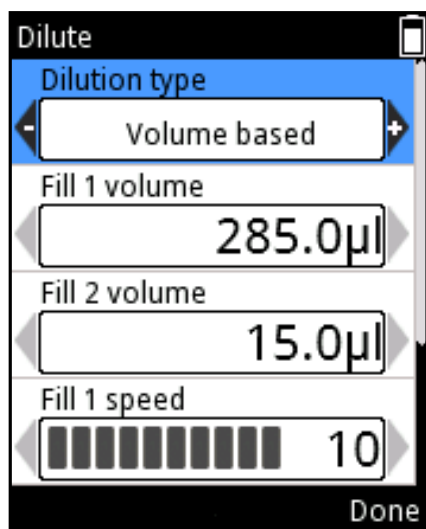 Dilute
Dilution type
- Volume based +
Fill 1 volume
285.0µl
Fill 2 volume
15.0µl
Fill 1 speed
10
Done